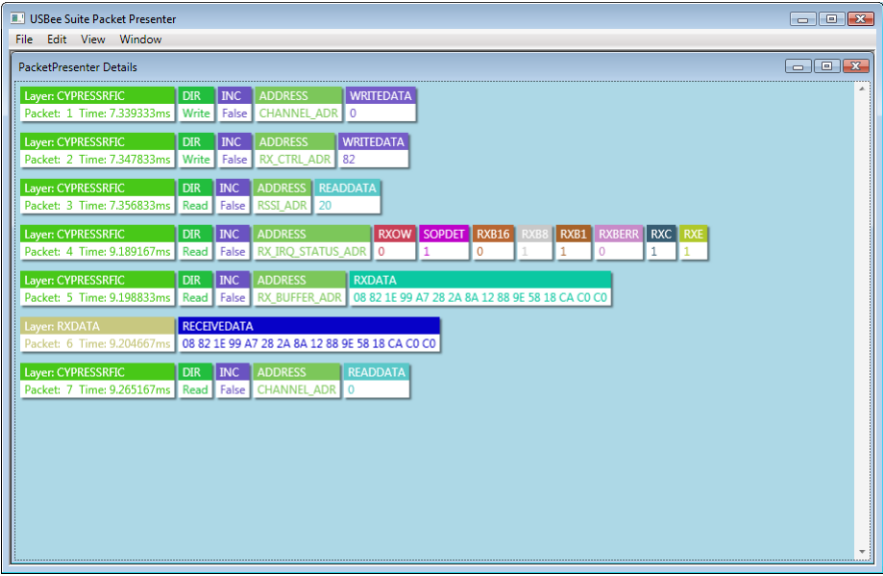 USBee Suite Packet Presenter
File Edit View Window
PacketPresenter Details
Layer: CYPRESSRFIC DIR INC ADDRESS WRITEDATA
Packet: 1 Time: 7.339333ms Write False CHANNEL_ADR 0
Layer: CYPRESSRFIC DIR INC ADDRESS WRITEDATA
Packet: 2 Time: 7.347833ms Write False RX_CTRL_ADR 82
Layer: CYPRESSRFIC DIR INC ADDRESS READDATA
Packet: 3 Time: 7.356833ms Read False RSSI_ADR 20
Layer: CYPRESSRFIC DIR INC ADDRESS RXOW SOPDET RXB16 RXB8 RXB1 RXBERR RXC RXE
Packet: 4 Time: 9.189167ms Read False RX_IRQ_STATUS_ADR 0 1 0 1 1 0 1 1
Layer: CYPRESSRFIC DIR INC ADDRESS RXDATA
Packet: 5 Time: 9.198833ms Read False RX_BUFFER_ADR 08 82 1E 99 A7 28 2A 8A 12 88 9E 58 18 CA C0 C0
Layer: RXDATA RECEIVEDATA
Packet: 6 Time: 9.204667ms 08 82 1E 99 A7 28 2A 8A 12 88 9E 58 18 CA C0 C0
Layer: CYPRESSRFIC DIR INC ADDRESS READDATA
Packet: 7 Time: 9.265167ms Read False CHANNEL_ADR 0